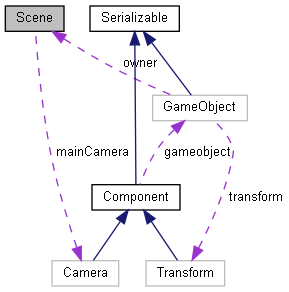 Scene
Serializable
owner
GameObject
mainCamera
gameobject
transform
Component
Camera
Transform